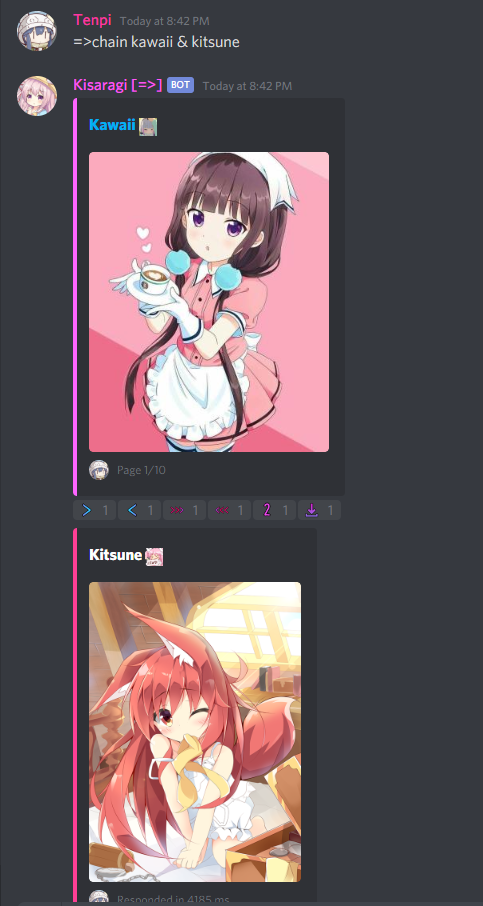 Tenpi Today at 8:42 PM
=>chain kawaii & kitsune
Kisaragi [=>] BOT Today at 8:42 PM
Kawaii
Page 1/10
1 1 1 1 2 1 1
Kitsune
Responded in 4185 ms